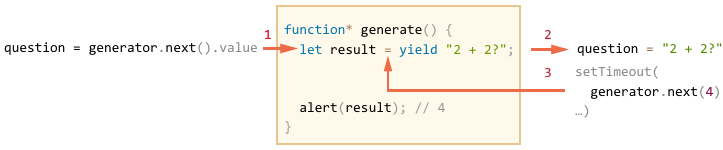 question = generator.next().value
1
function* generate() {
let result = yield "2 + 2?";
alert(result); // 4
}
2
question = "2 + 2?"
3
setTimeout(
generator.next(4)
…)